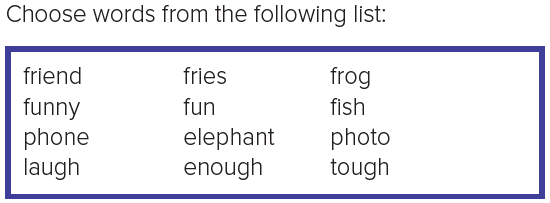 Choose words from the following list:
friend fries frog
funny fun fish
phone elephant photo
laugh enough tough